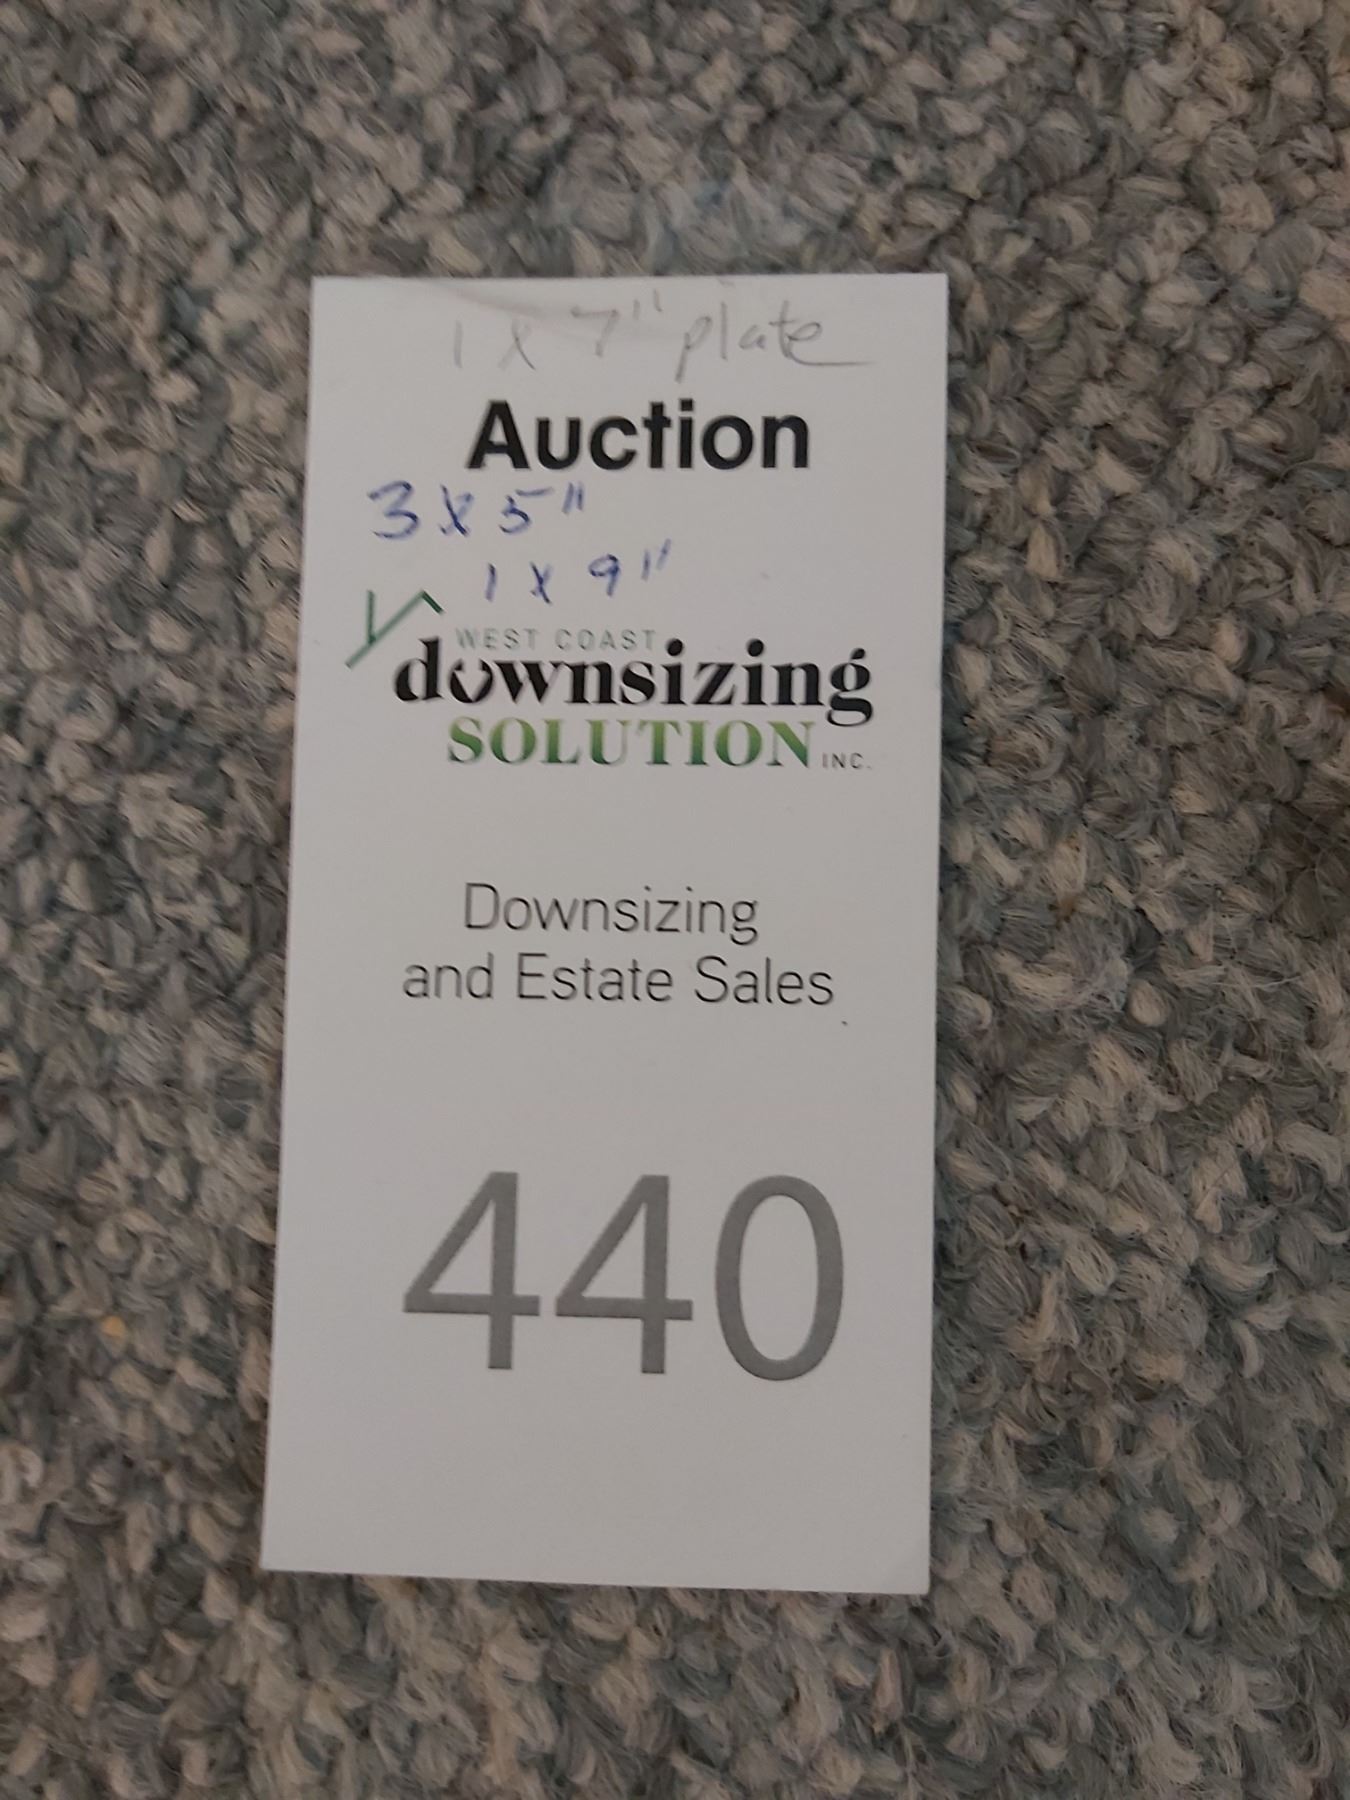 1 x 7" plate
Auction
3 x 5"
1 x 9"
WEST COAST
downsizing
SOLUTION INC.
Downsizing
and Estate Sales
440